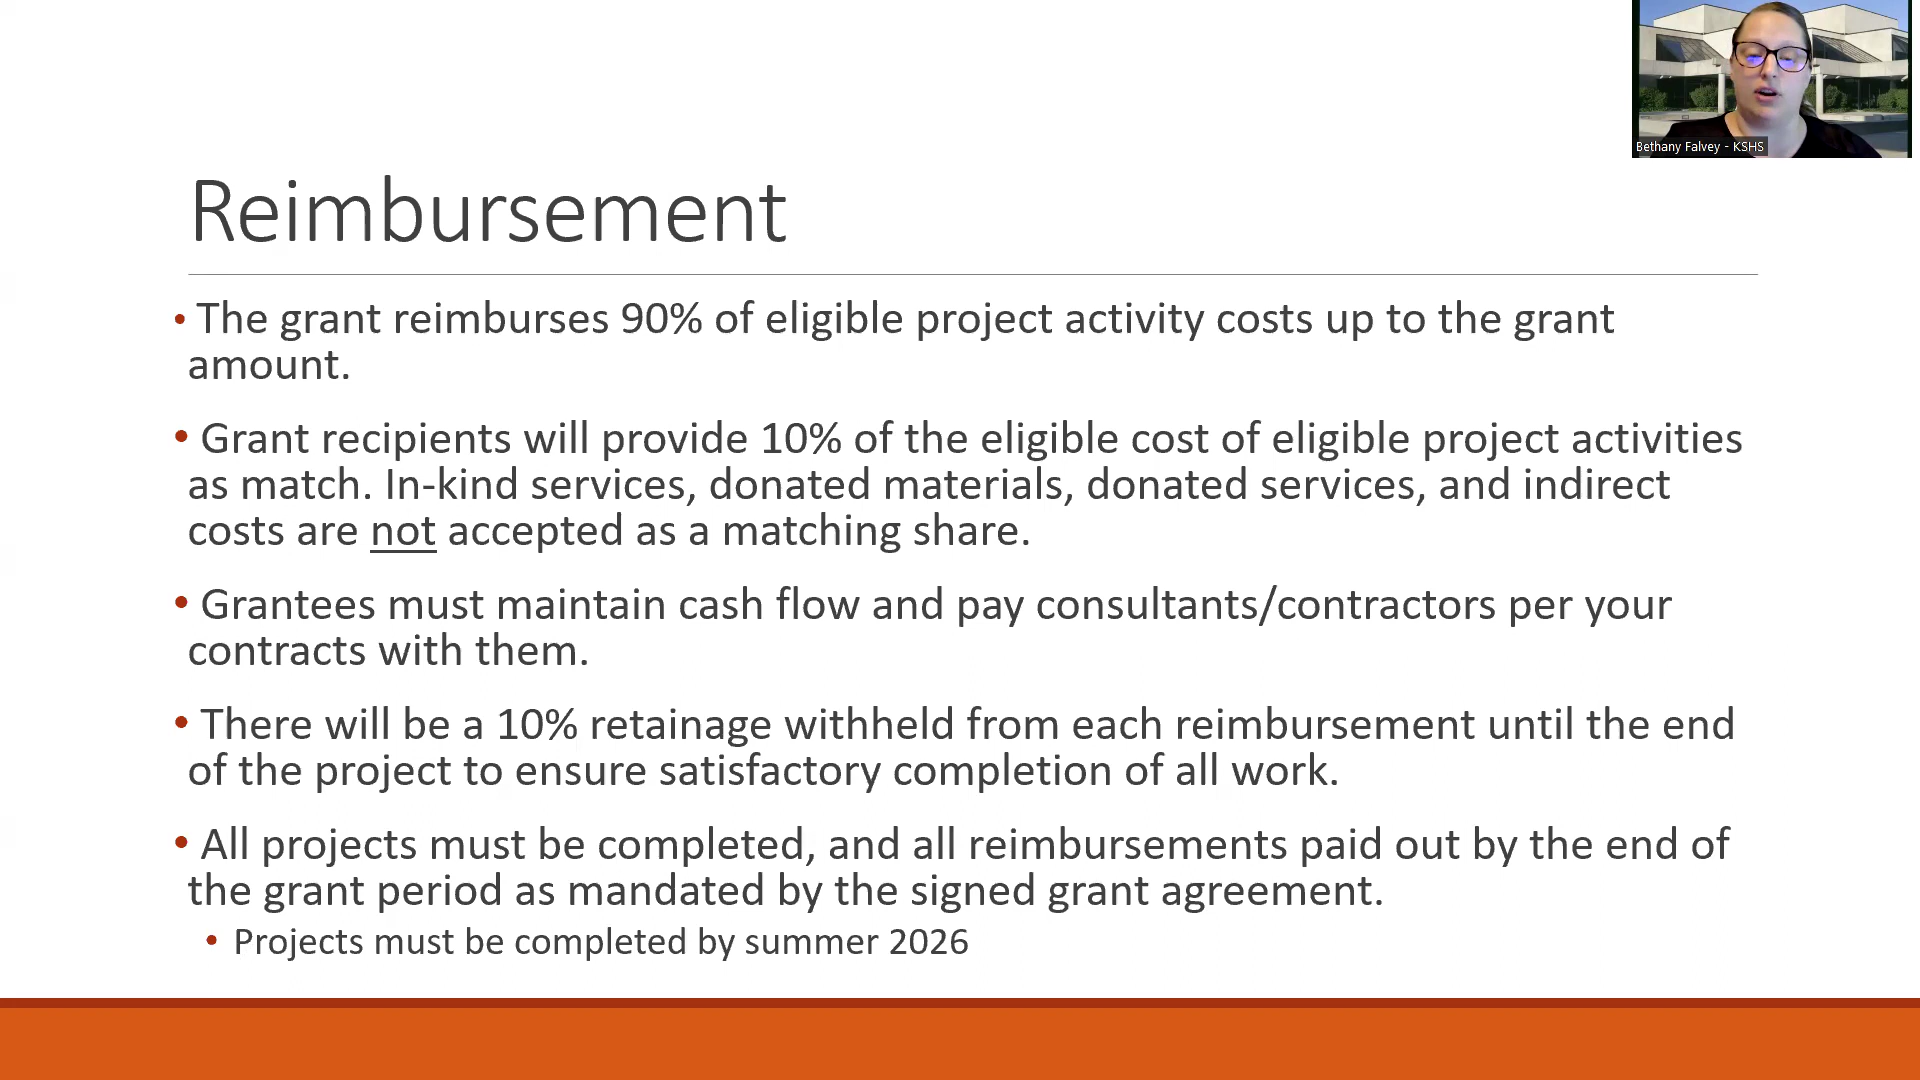 Bethany Falvey - KSHS
Reimbursement
• The grant reimburses 90% of eligible project activity costs up to the grant
amount.
• Grant recipients will provide 10% of the eligible cost of eligible project activities
as match. In-kind services, donated materials, donated services, and indirect
costs are not accepted as a matching share.
• Grantees must maintain cash flow and pay consultants/contractors per your
contracts with them.
• There will be a 10% retainage withheld from each reimbursement until the end
of the project to ensure satisfactory completion of all work.
• All projects must be completed, and all reimbursements paid out by the end of
the grant period as mandated by the signed grant agreement.
• Projects must be completed by summer 2026